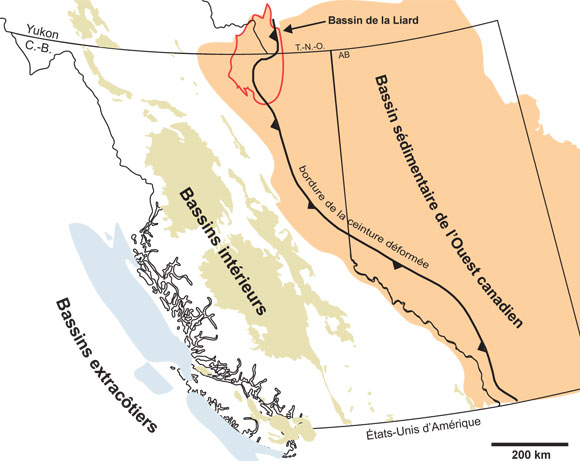 Bassin de la Liard
Yukon
C.-B.
T.-N.-O.
AB
Bassin sédimentaire de l'Ouest canadien
bordure de la ceinture déformée
Bassins intérieurs
Bassins extracôtiers
États-Unis d'Amérique
200 km